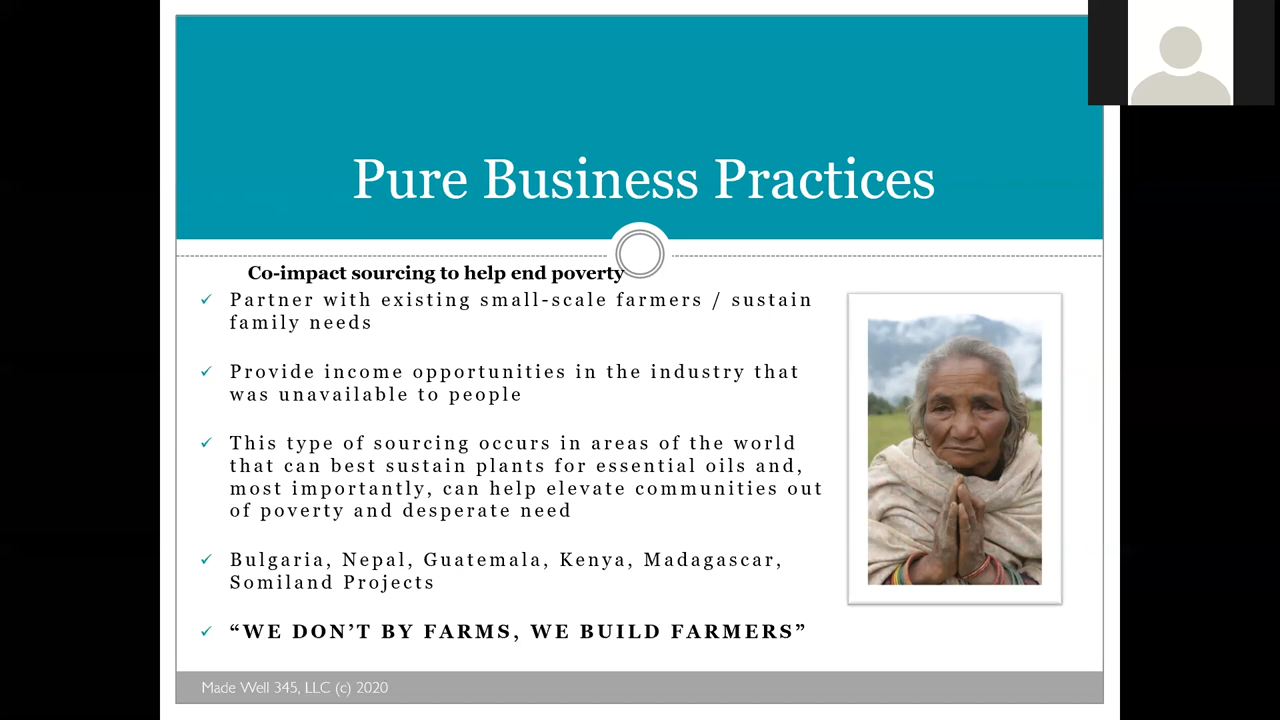 Pure Business Practices
Co-impact sourcing to help end poverty
Partner with existing small-scale farmers / sustain
family needs
Provide income opportunities in the industry that
was unavailable to people
This type of sourcing occurs in areas of the world
that can best sustain plants for essential oils and,
most importantly, can help elevate communities out
of poverty and desperate need
Bulgaria, Nepal, Guatemala, Kenya, Madagascar,
Somiland Projects
“WE DON’T BY FARMS, WE BUILD FARMERS”
Made Well 345, LLC (c) 2020